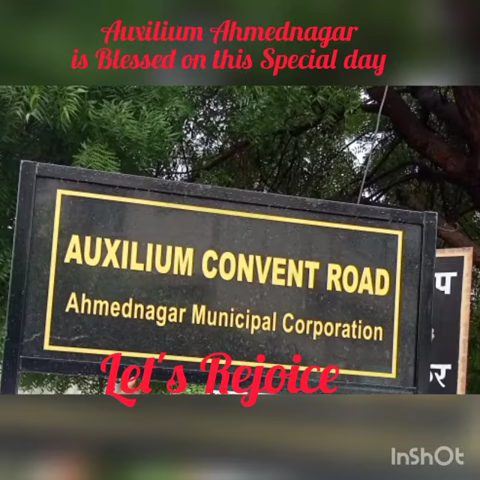 Auxilium Ahmednagar
is Blessed on this Special day
AUXILIUM CONVENT ROAD
Ahmednagar Municipal Corporation
Let's Rejoice
InShOt